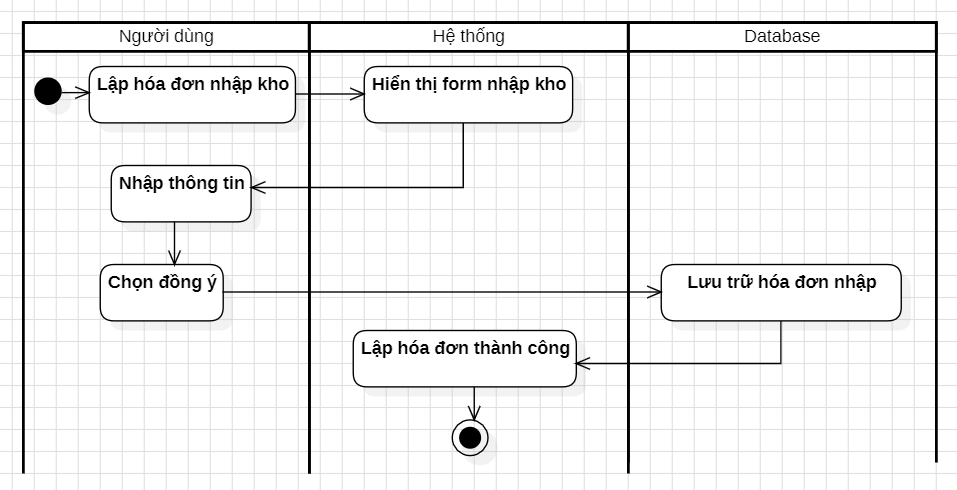 Người dùng
Hệ thống
Database
Lập hóa đơn nhập kho
Hiển thị form nhập kho
Nhập thông tin
Chọn đồng ý
Lưu trữ hóa đơn nhập
Lập hóa đơn thành công